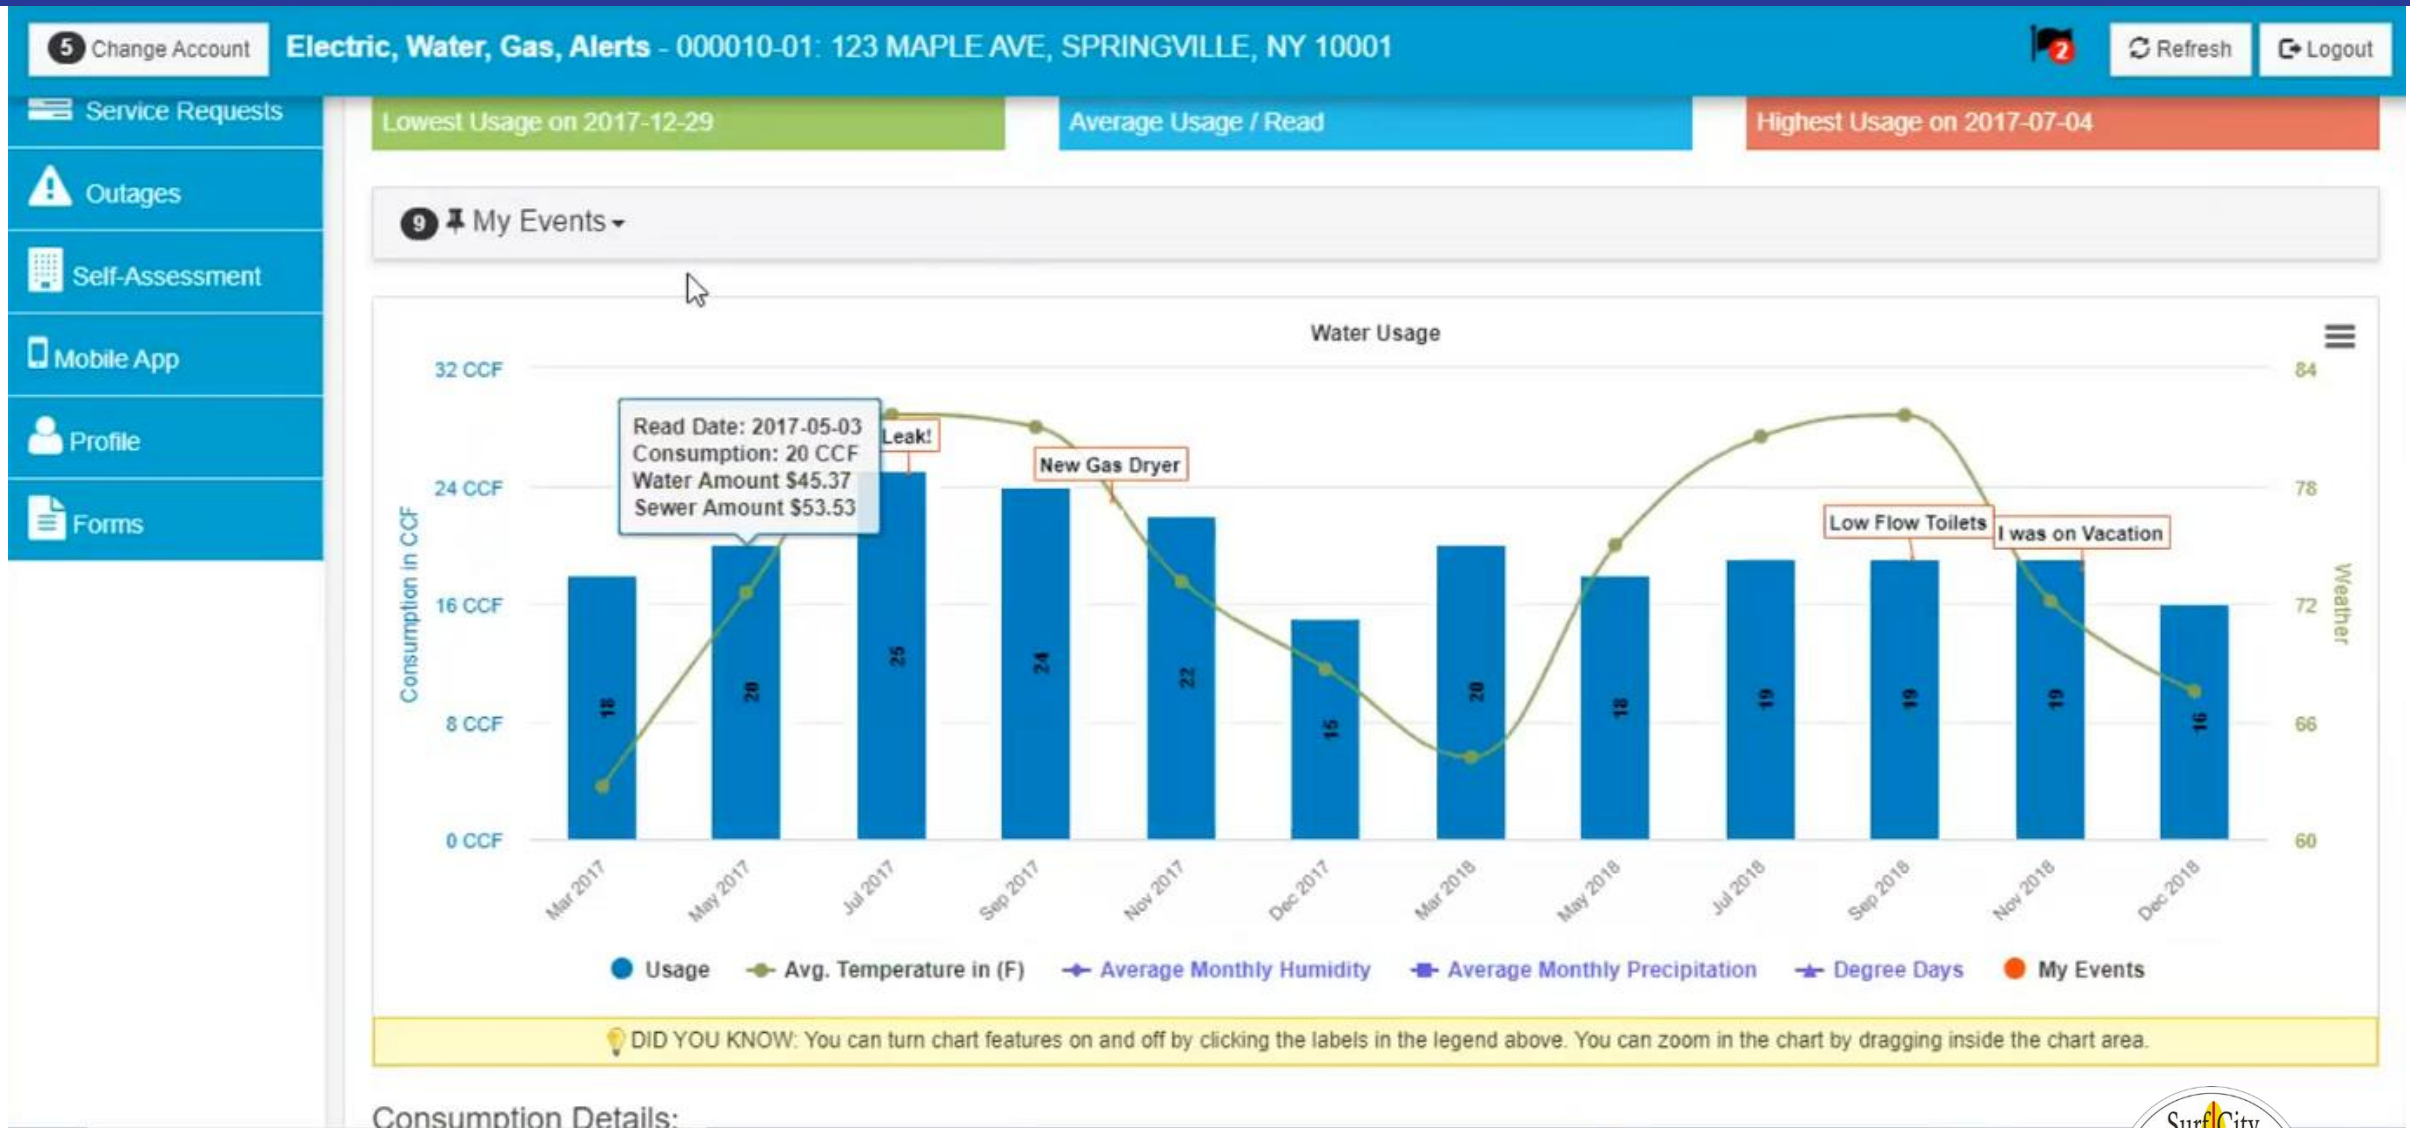 5 Change Account
Electric, Water, Gas, Alerts - 000010-01: 123 MAPLE AVE, SPRINGVILLE, NY 10001
2
Refresh
Logout
Service Requests
Outages
Self-Assessment
Mobile App
Profile
Forms
Lowest Usage on 2017-12-29
Average Usage / Read
Highest Usage on 2017-07-04
9 My Events
Water Usage
32 CCF
24 CCF
16 CCF
8 CCF
0 CCF
Consumption in CCF
84
78
72
66
60
Weather
Read Date: 2017-05-03
Consumption: 20 CCF
Water Amount $45.37
Sewer Amount $53.53
Leak!
New Gas Dryer
Low Flow Toilets
I was on Vacation
18
20
25
24
22
15
20
18
19
19
19
16
Mar 2017
May 2017
Jul 2017
Sep 2017
Nov 2017
Dec 2017
Mar 2018
May 2018
Jul 2018
Sep 2018
Nov 2018
Dec 2018
Usage
Avg. Temperature in (F)
Average Monthly Humidity
Average Monthly Precipitation
Degree Days
My Events
DID YOU KNOW: You can turn chart features on and off by clicking the labels in the legend above. You can zoom in the chart by dragging inside the chart area.
Consumption Details:
Surf City